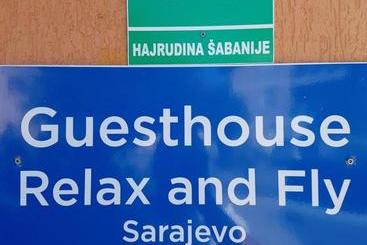 HAJRUDINA ŠABANIJE
Guesthouse
Relax and Fly
Sarajevo